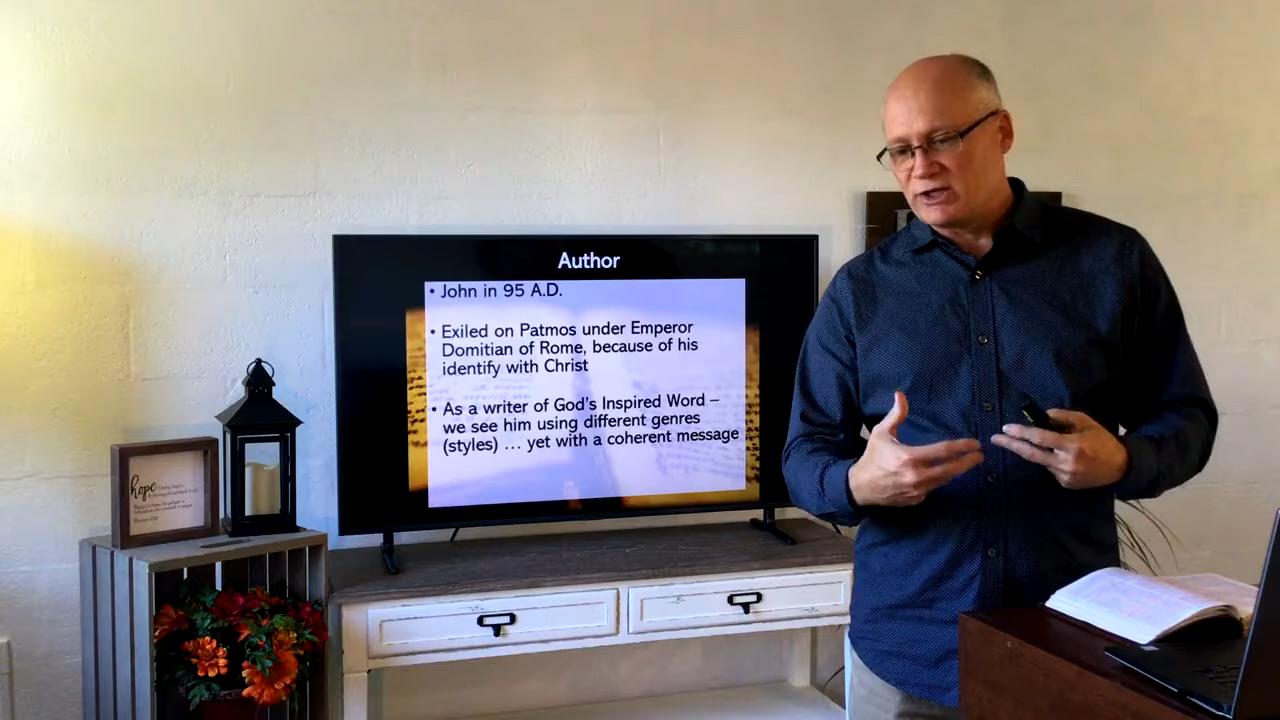 Author
• John in 95 A.D.
• Exiled on Patmos under Emperor
Domitian of Rome, because of his
identify with Christ
• As a writer of God's Inspired Word –
we see him using different genres
(styles) … yet with a coherent message
hope